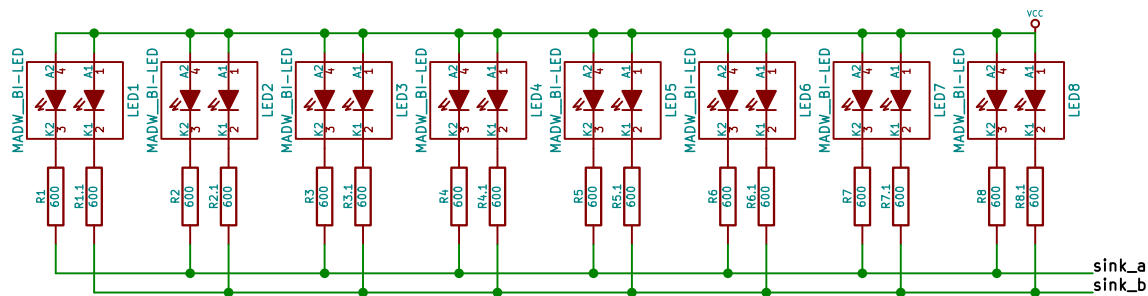 VCC
MADW_BI-LED
A2
4
A1
1
K2
3
K1
2
LED1
MADW_BI-LED
A2
4
A1
1
K2
3
K1
2
LED2
MADW_BI-LED
A2
4
A1
1
K2
3
K1
2
LED3
MADW_BI-LED
A2
4
A1
1
K2
3
K1
2
LED4
MADW_BI-LED
A2
4
A1
1
K2
3
K1
2
LED5
MADW_BI-LED
A2
4
A1
1
K2
3
K1
2
LED6
MADW_BI-LED
A2
4
A1
1
K2
3
K1
2
LED7
MADW_BI-LED
A2
4
A1
1
K2
3
K1
2
LED8
R1
600
R1.1
600
R2
600
R2.1
600
R3
600
R3.1
600
R4
600
R4.1
600
R5
600
R5.1
600
R6
600
R6.1
600
R7
600
R7.1
600
R8
600
R8.1
600
sink_a
sink_b